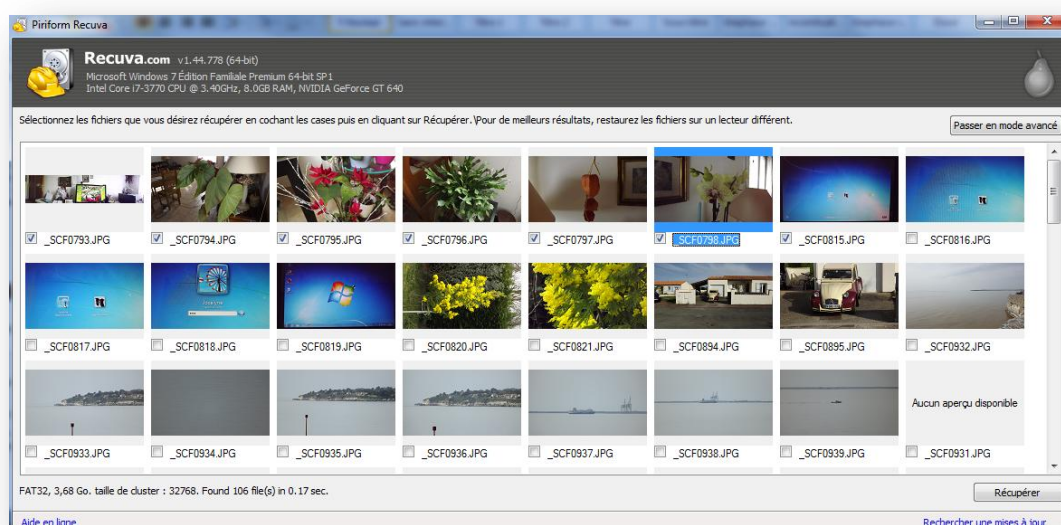 Piriform Recuva
Recuva.com v1.44.778 (64-bit)
Microsoft Windows 7 Édition Familiale Premium 64-bit SP1
Intel Core i7-3770 CPU @ 3.40GHz, 8.0GB RAM, NVIDIA GeForce GT 640
Sélectionnez les fichiers que vous désirez récupérer en cochant les cases puis en cliquant sur Récupérer. \Pour de meilleurs résultats, restaurez les fichiers sur un lecteur différent.
Passer en mode avancé
_SCF0793.JPG _SCF0794.JPG _SCF0795.JPG _SCF0796.JPG _SCF0797.JPG _SCF0798.JPG _SCF0815.JPG _SCF0816.JPG
_SCF0817.JPG _SCF0818.JPG _SCF0819.JPG _SCF0820.JPG _SCF0821.JPG _SCF0894.JPG _SCF0895.JPG _SCF0932.JPG
Aucun aperçu disponible
_SCF0933.JPG _SCF0934.JPG _SCF0935.JPG _SCF0936.JPG _SCF0937.JPG _SCF0938.JPG _SCF0939.JPG _SCF0931.JPG
FAT32, 3,68 Go. taille de cluster : 32768. Found 106 file(s) in 0.17 sec.
Récupérer
Aide en ligne
Rechercher une mises à jour